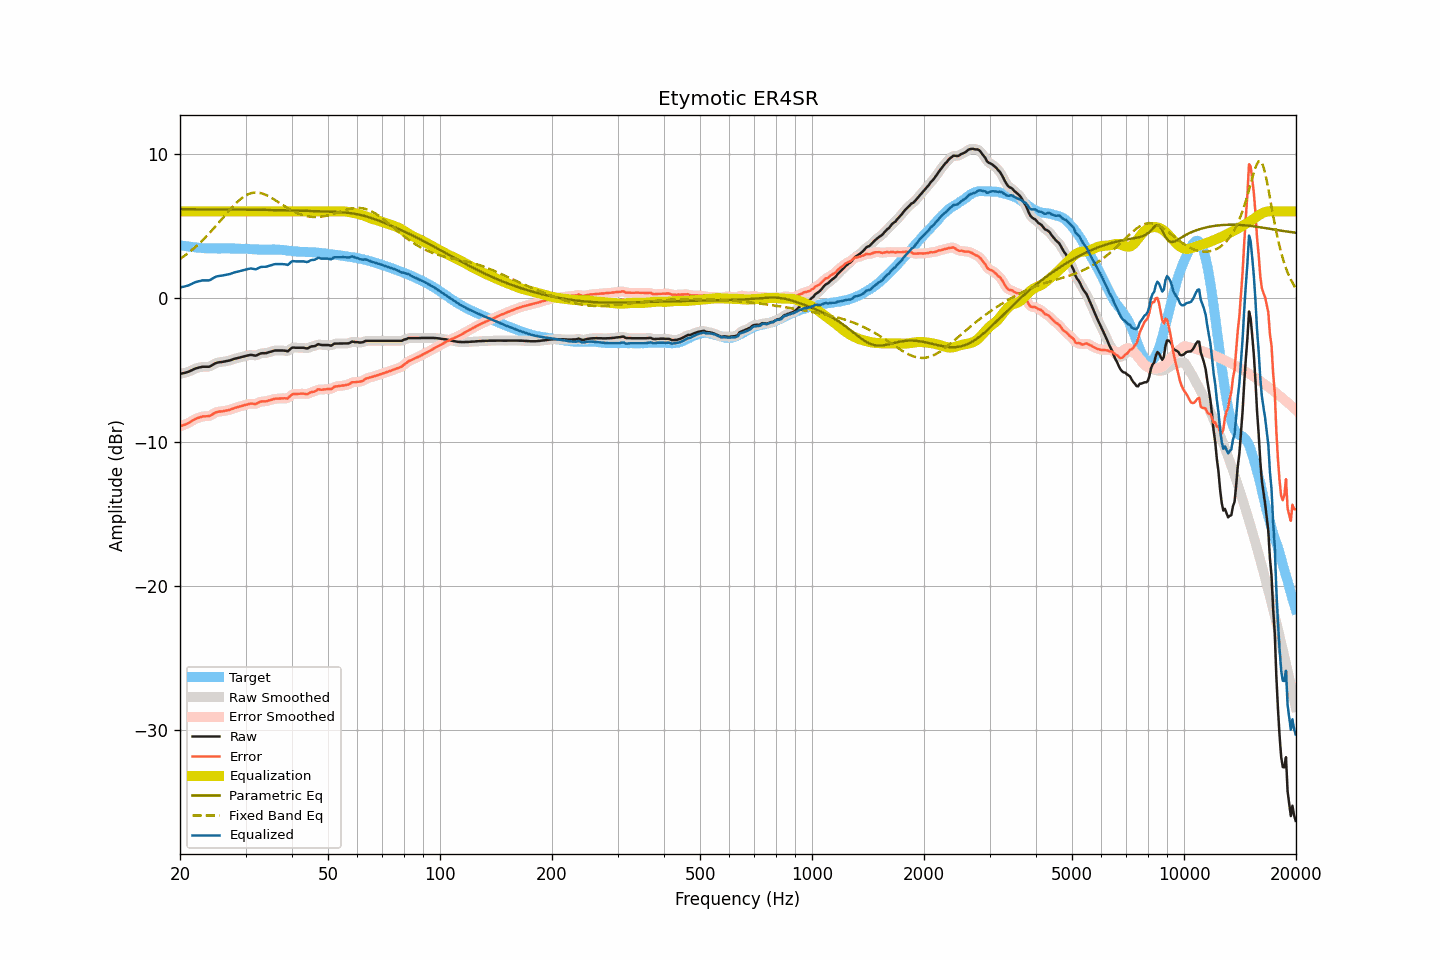 Etymotic ER4SR
Amplitude (dBr)
10
0
−10
−20
−30
Target
Raw Smoothed
Error Smoothed
Raw
Error
Equalization
Parametric Eq
Fixed Band Eq
Equalized
20 50 100 200 500 1000 2000 5000 10000 20000
Frequency (Hz)